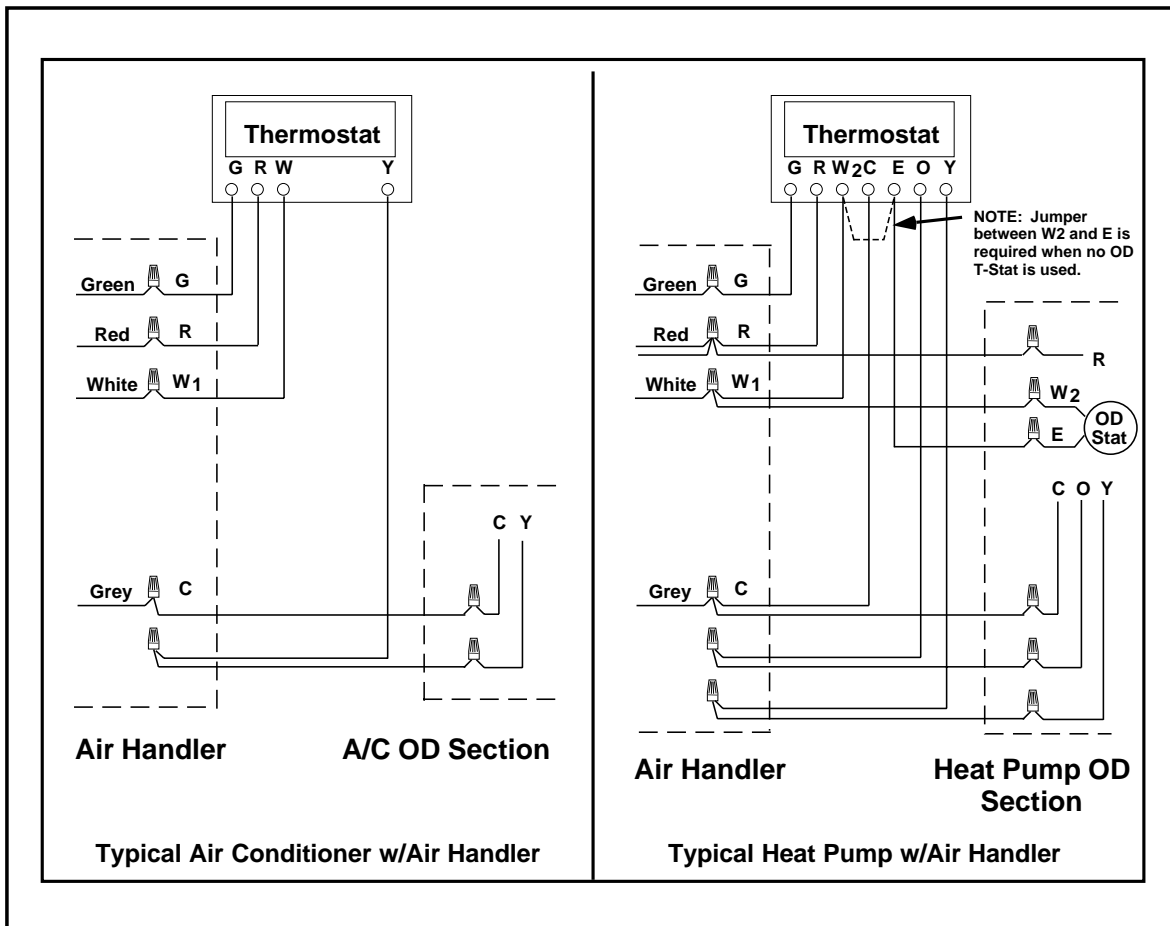 Thermostat
G R W Y
Green G
Red R
White W1
C Y
Grey C
Air Handler A/C OD Section
Typical Air Conditioner w/Air Handler
Thermostat
G R W2 C E O Y
NOTE: Jumper
between W2 and E is
required when no OD
T-Stat is used.
Green G
Red R
R
White W1
W2
OD
Stat
E
C O Y
Grey C
Air Handler
Heat Pump OD
Section
Typical Heat Pump w/Air Handler